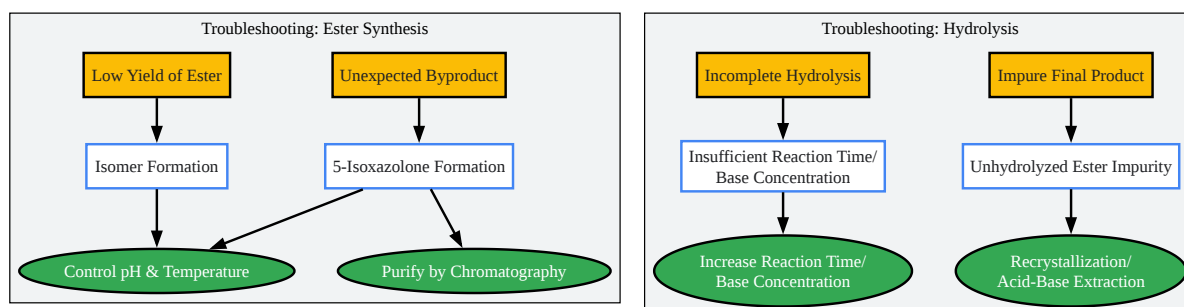 Troubleshooting: Ester Synthesis
Low Yield of Ester
Unexpected Byproduct
Isomer Formation
5-Isoxazolone Formation
Control pH & Temperature
Purify by Chromatography
Troubleshooting: Hydrolysis
Incomplete Hydrolysis
Impure Final Product
Insufficient Reaction Time/
Base Concentration
Unhydrolyzed Ester Impurity
Increase Reaction Time/
Base Concentration
Recrystallization/
Acid-Base Extraction